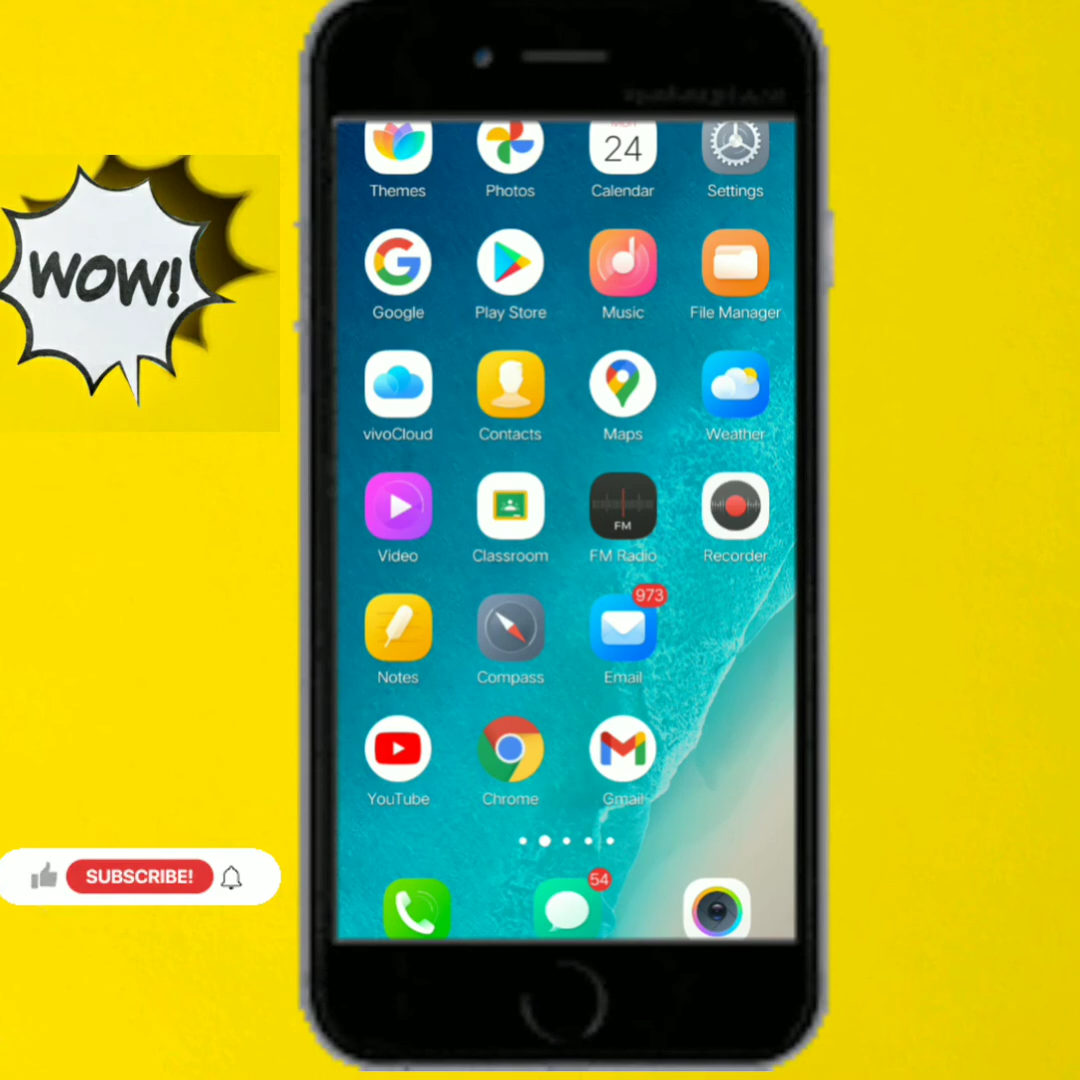 WOW!
24
Themes Photos Calendar Settings
Google Play Store Music File Manager
vivoCloud Contacts Maps Weather
FM
Video Classroom FM Radio Recorder
973
Notes Compass Email
YouTube Chrome Gmail
SUBSCRIBE!
54